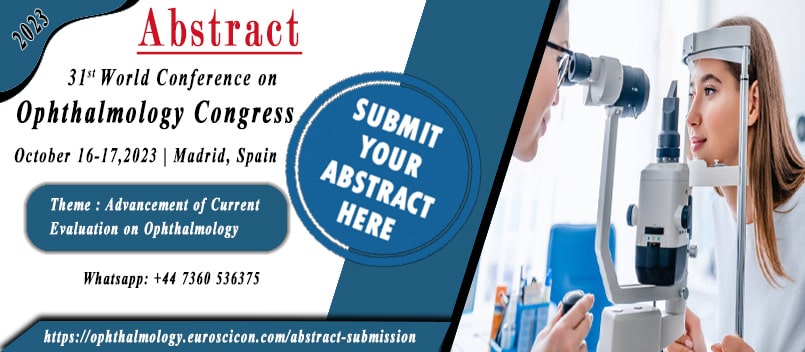 2023
Abstract
31st World Conference on
Ophthalmology Congress
October 16-17,2023 | Madrid, Spain
Theme : Advancement of Current
Evaluation on Ophthalmology
Whatsapp: +44 7360 536375
https://ophthalmology.euroscicon.com/abstract-submission
SUBMIT
YOUR
ABSTRACT
HERE